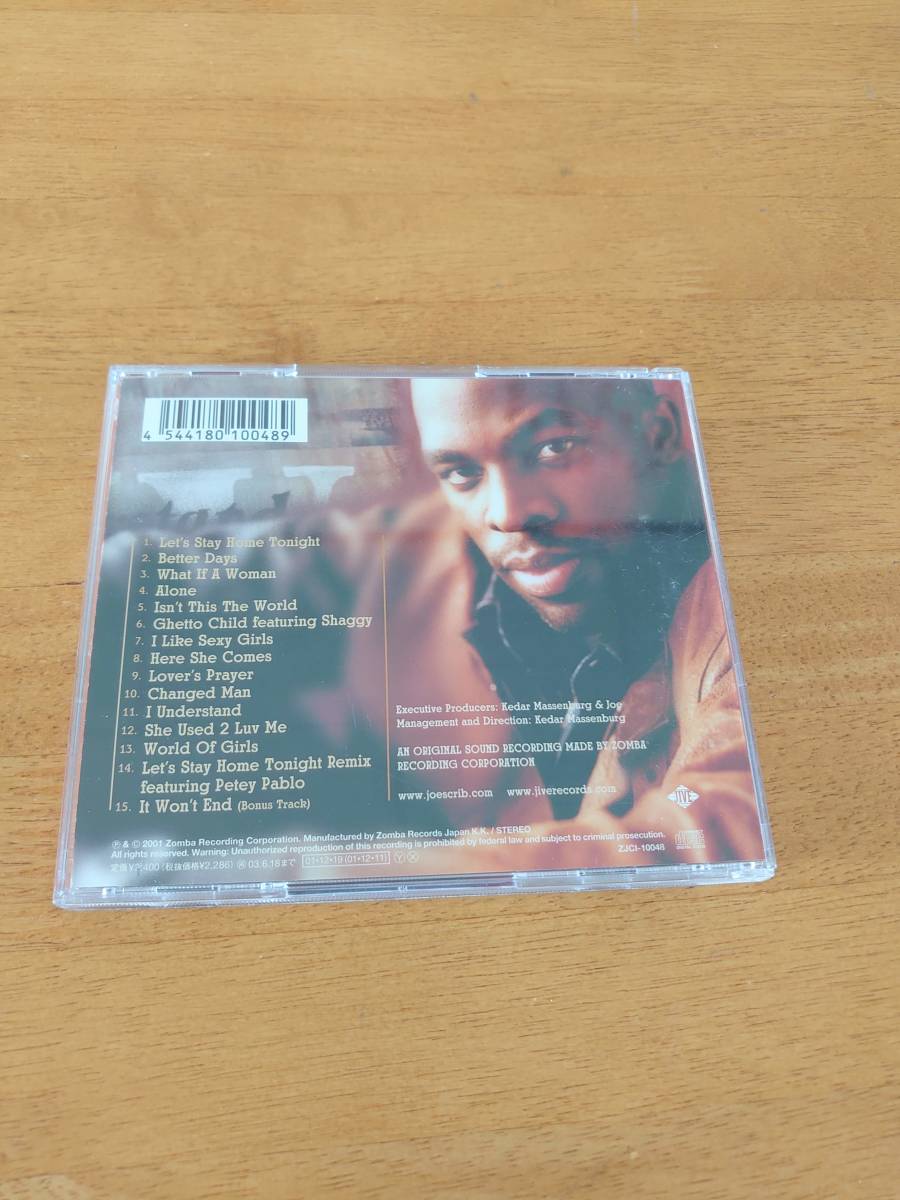 4 544180 100489
1. Let's Stay Home Tonight
2. Better Days
3. What If A Woman
4. Alone
5. Isn't This The World
6. Ghetto Child featuring Shaggy
7. I Like Sexy Girls
8. Here She Comes
9. Lover's Prayer
10. Changed Man
11. I Understand
12. She Used 2 Luv Me
13. World Of Girls
14. Let's Stay Home Tonight Remix
featuring Petey Pablo
15. It Won't End (Bonus Track)
Executive Producers: Kedar Massenburg & Joe
Management and Direction: Kedar Massenburg
AN ORIGINAL SOUND RECORDING MADE BY ZOMBA
RECORDING CORPORATION
www.joescrib.com www.jiverecords.com
JIVE
℗ & © 2001 Zomba Recording Corporation. Manufactured by Zomba Records Japan K.K. / STEREO
All rights reserved. Warning: Unauthorized reproduction of this recording is prohibited by federal law and subject to criminal prosecution.
定価¥2,400(税抜価格¥2,286) 03.6.18まで 01・12・19 (01・12・11) Y X
ZJCI-10048